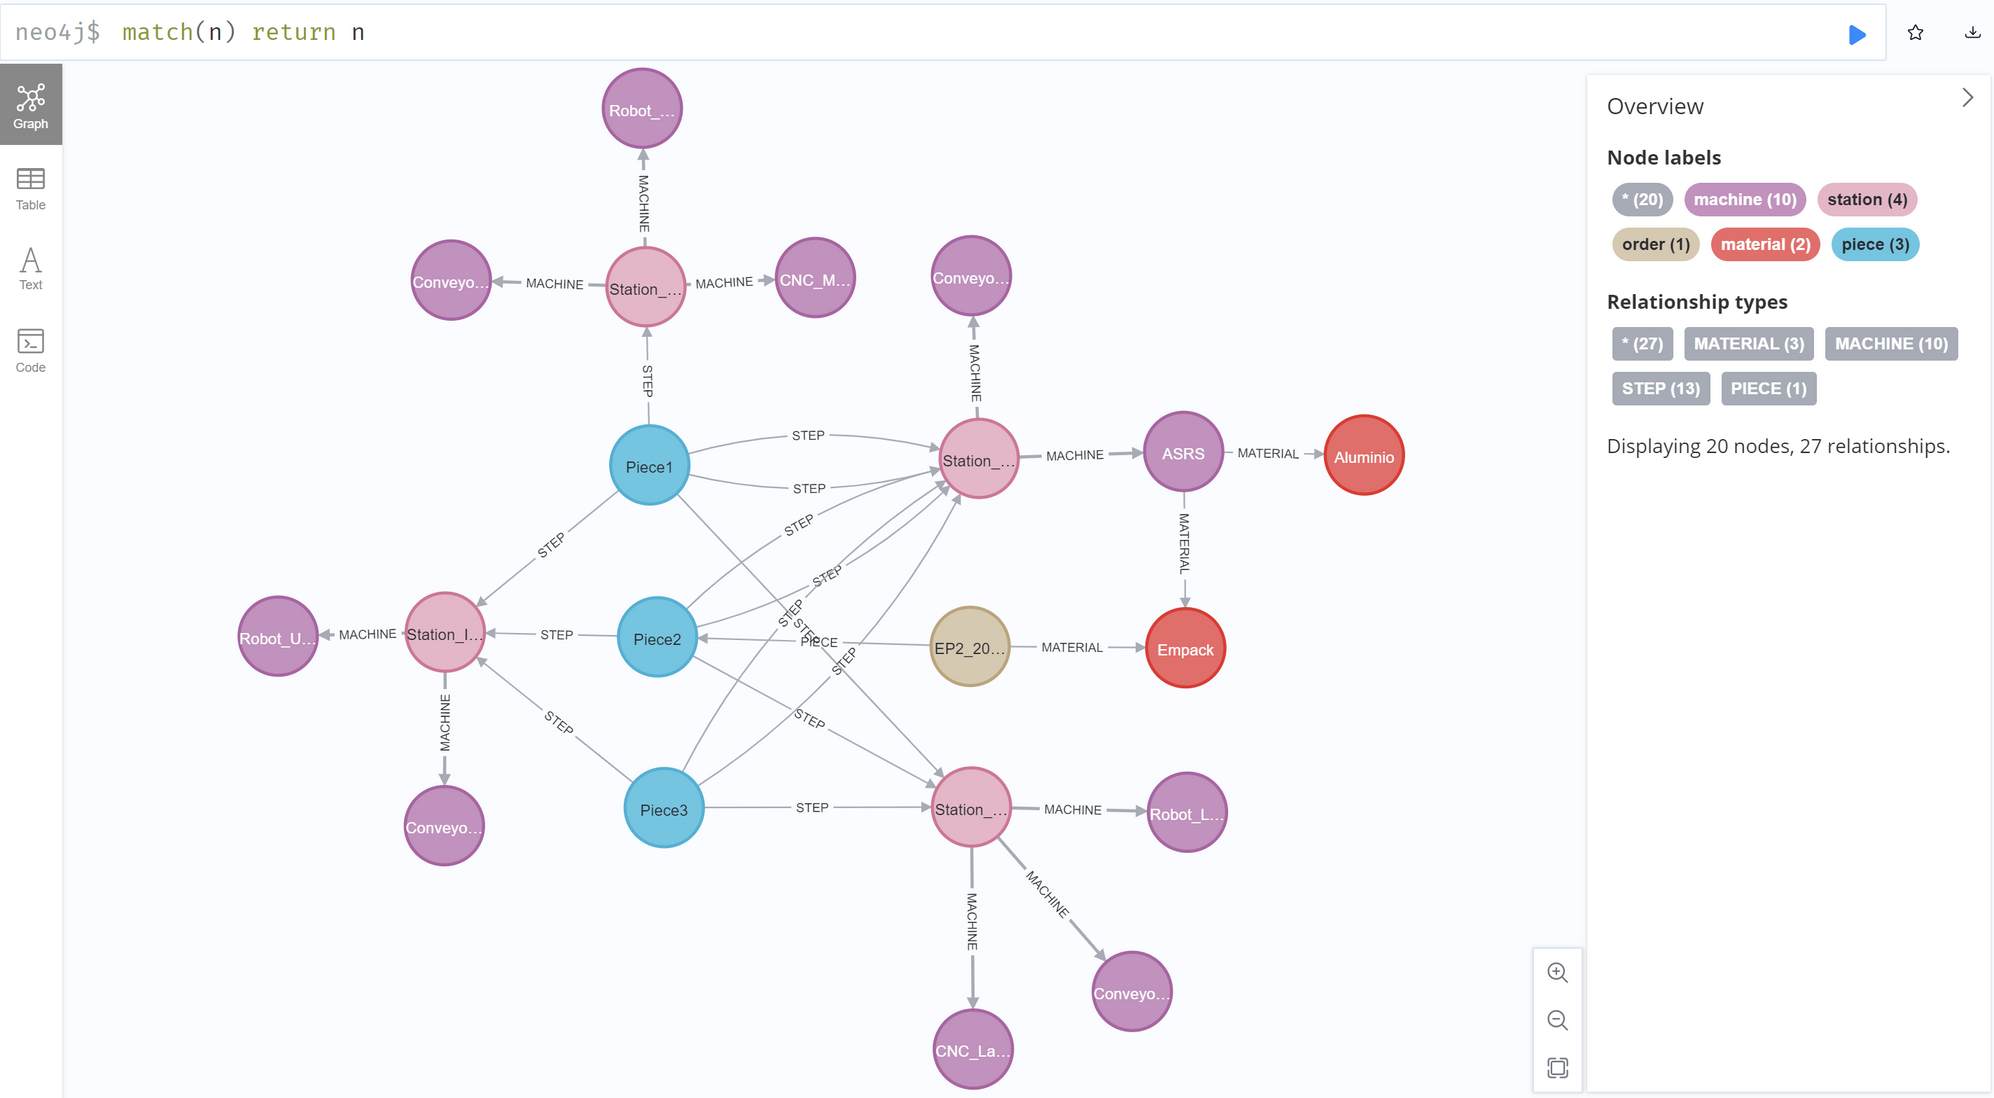 neo4j$ match(n) return n
Graph
Table
Text
Code
Robot_...
MACHINE
Conveyo...
MACHINE
Station_...
MACHINE
CNC_M...
Conveyo...
STEP
MACHINE
Piece1
STEP
STEP
Station_...
MACHINE
ASRS
MATERIAL
Aluminio
STEP
STEP
MATERIAL
STEP
STEP
STEP
Robot_U...
MACHINE
Station_I...
STEP
Piece2
PIECE
EP2_20...
MATERIAL
Empack
STEP
MACHINE
STEP
STEP
Conveyo...
Piece3
STEP
Station_...
MACHINE
Robot_L...
MACHINE
MACHINE
Conveyo...
CNC_La...
Overview
Node labels
* (20) machine (10) station (4)
order (1) material (2) piece (3)
Relationship types
* (27) MATERIAL (3) MACHINE (10)
STEP (13) PIECE (1)
Displaying 20 nodes, 27 relationships.